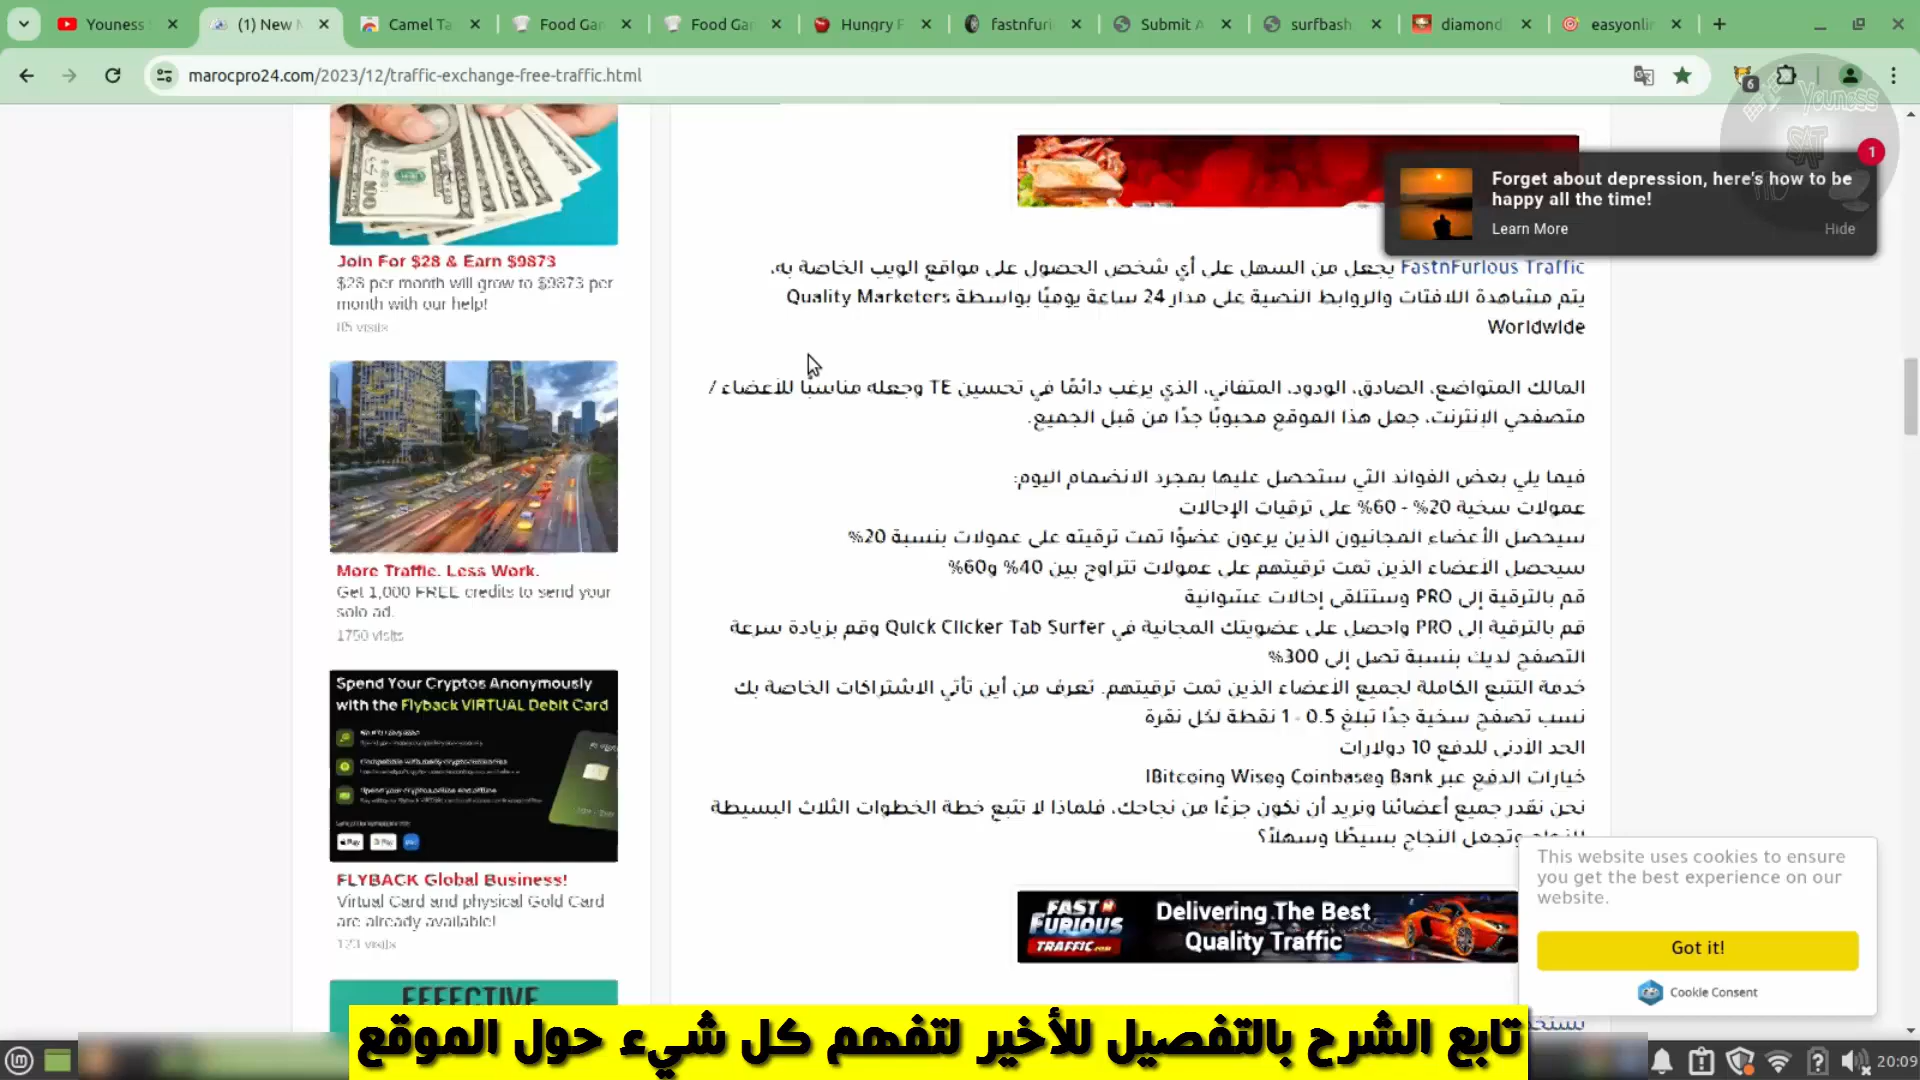 Youness
(1) New
Camel Ta
Food Gar
Food Gar
Hungry F
fastnfuri
Submit A
surfbash
diamond
easyonli
marocpro24.com/2023/12/traffic-exchange-free-traffic.html
6
Youness
SAT
HD
1
Forget about depression, here's how to be
happy all the time!
Learn More
Hide
Join For $28 & Earn $9873
$28 per month will grow to $9873 per
month with our help!
85 visits
More Traffic. Less Work.
Get 1,000 FREE credits to send your
solo ad.
1750 visits
Spend Your Cryptos Anonymously
with the Flyback VIRTUAL Debit Card
FLYBACK Global Business!
Virtual Card and physical Gold Card
are already available!
123 visits
EFFECTIVE
FastnFurious Traffic يجعل من السهل على أي شخص الحصول على مواقع الويب الخاصة به،
يتم مشاهدة اللافتات والروابط النصية على مدار 24 ساعة يوميًا بواسطة Quality Marketers
Worldwide
المالك المتواضع، الصادق، الودود، المتفاني، الذي يرغب دائمًا في تحسين TE وجعله مناسبًا للأعضاء /
متصفحي الإنترنت، جعل هذا الموقع محبوبًا جدًا من قبل الجميع.
فيما يلي بعض الفوائد التي ستحصل عليها بمجرد الانضمام اليوم:
عمولات سخية 20% - 60% على ترقيات الإحالات
سيحصل الأعضاء المجانيون الذين يرعون عضوًا تمت ترقيته على عمولات بنسبة 20%
سيحصل الأعضاء الذين تمت ترقيتهم على عمولات تتراوح بين 40% و60%
قم بالترقية إلى PRO وستتلقى إحالات عشوائية
قم بالترقية إلى PRO واحصل على عضويتك المجانية في Quick Clicker Tab Surfer وقم بزيادة سرعة
التصفح لديك بنسبة تصل إلى 300%
خدمة التتبع الكاملة لجميع الأعضاء الذين تمت ترقيتهم. تعرف من أين تأتي الاشتراكات الخاصة بك
نسب تصفح سخية جدًا تبلغ 0.5 - 1 نقطة لكل نقرة
الحد الأدنى للدفع 10 دولارات
خيارات الدفع عبر Bank وCoinbase وWise وBitcoin!
نحن نقدر جميع أعضائنا ونريد أن نكون جزءًا من نجاحك، فلماذا لا تتبع خطة الخطوات الثلاث البسيطة
للنجاح وتجعل النجاح بسيطًا وسهلاً؟
FAST N FURIOUS TRAFFIC.com
Delivering The Best
Quality Traffic
This website uses cookies to ensure
you get the best experience on our
website.
Got it!
Cookie Consent
تابع الشرح بالتفصيل للأخير لتفهم كل شيء حول الموقع
20:09